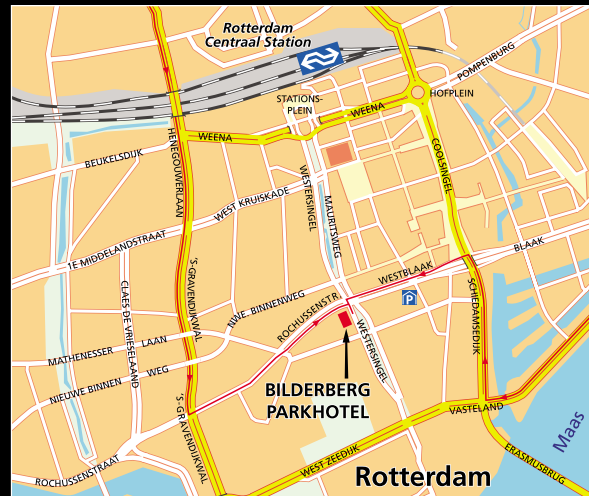 Rotterdam
Centraal Station
POMPENBURG
HOFPLEIN
STATIONS-
PLEIN
WEENA
WEENA
HENEGOUWERLAAN
COOLSINGEL
BEUKELSDIJK
WESTERSINGEL
MAURITSWEG
WEST KRUISKADE
1E MIDDELANDSTRAAT
BLAAK
WESTBLAAK
'S-GRAVENDIJKWAL
CLAES DE VRIESELAAND
NWE. BINNENWEG
ROCHUSSENSTR.
P
SCHIEDAMSEDIJK
MATHENESSER LAAN
WESTERSINGEL
NIEUWE BINNEN WEG
BILDERBERG
PARKHOTEL
'S-GRAVENDIJKWAL
VASTELAND
Maas
ROCHUSSENSTRAAT
WEST ZEEDIJK
ERASMUSBRUG
Rotterdam